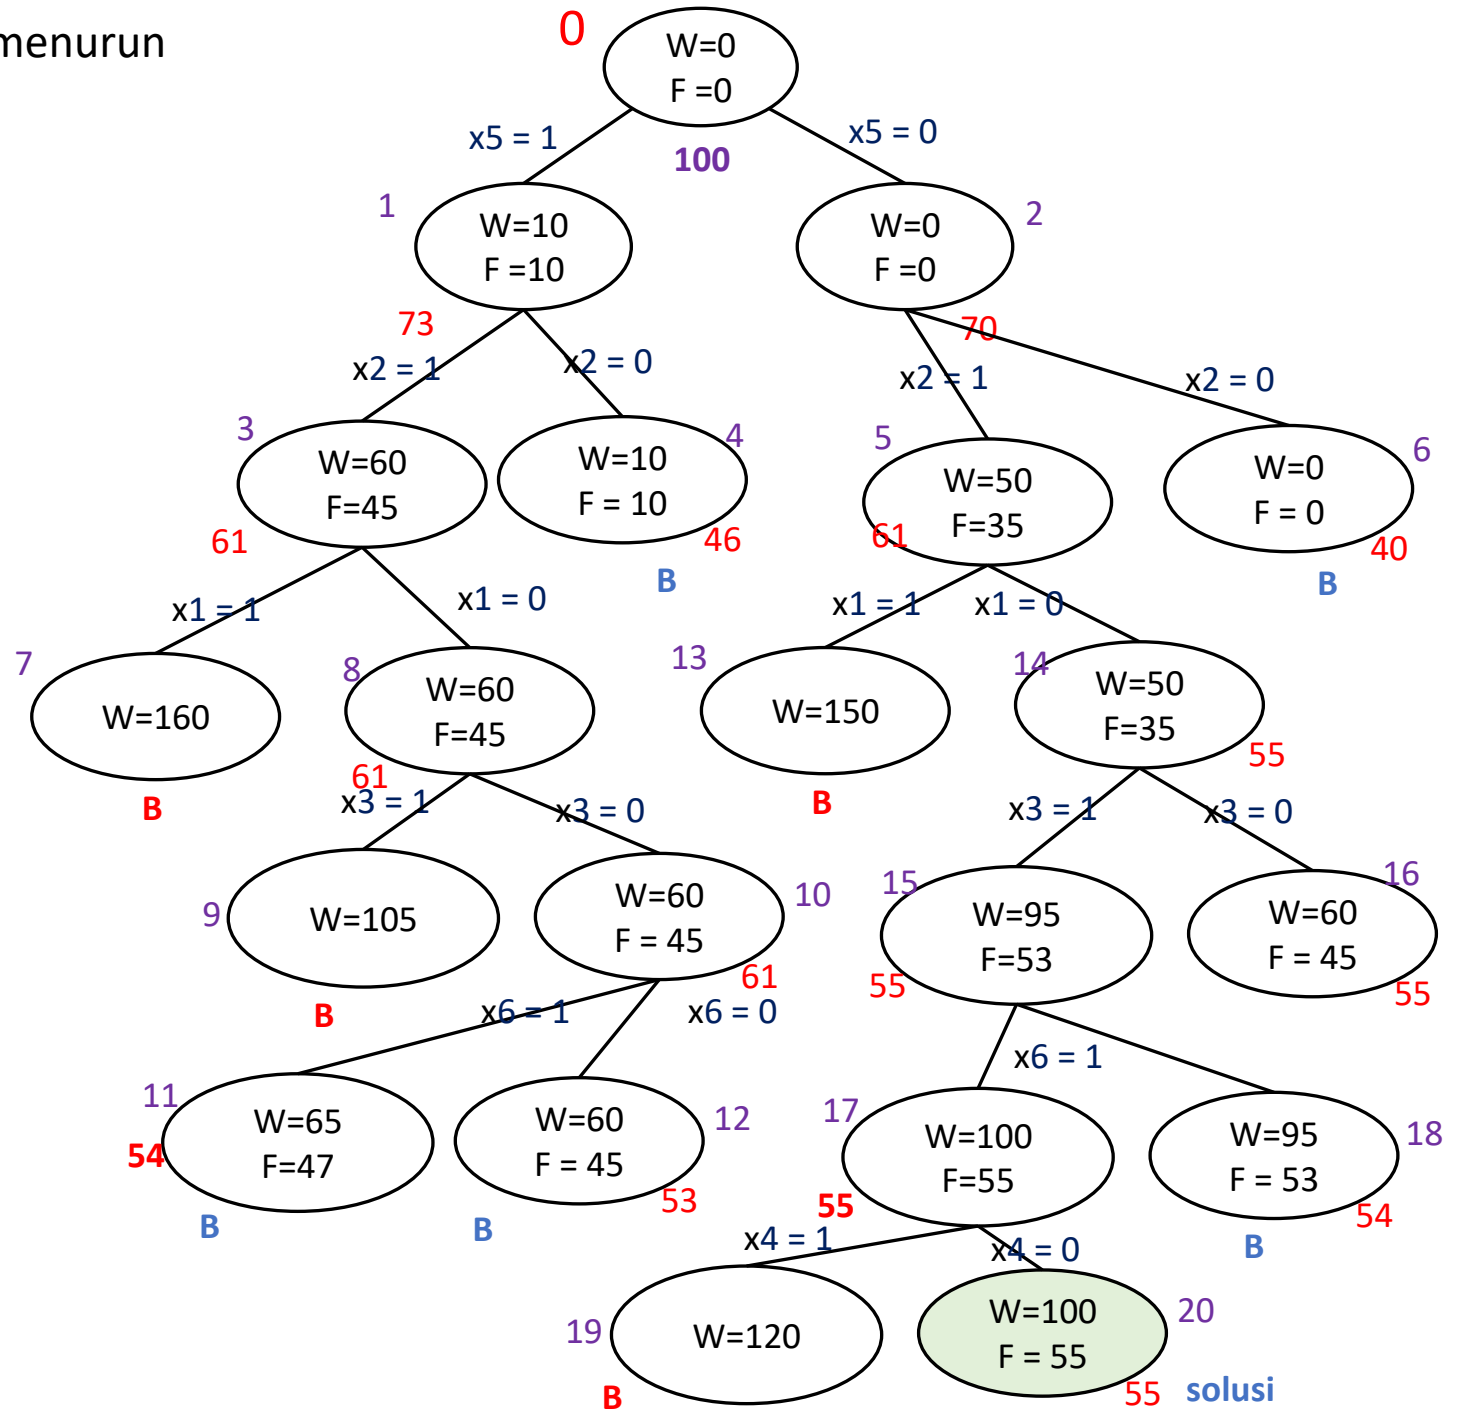 menurun
0
W=0
F =0
100
x5 = 1
x5 = 0
1
W=10
F =10
73
2
W=0
F =0
70
x2 = 1
x2 = 0
x2 = 1
x2 = 0
3
W=60
F=45
61
4
W=10
F = 10
46
B
5
W=50
F=35
61
6
W=0
F = 0
40
B
x1 = 1
x1 = 0
x1 = 1
x1 = 0
7
W=160
B
8
W=60
F=45
61
13
W=150
B
14
W=50
F=35
55
x3 = 1
x3 = 0
x3 = 1
x3 = 0
9
W=105
B
10
W=60
F = 45
61
15
W=95
F=53
55
16
W=60
F = 45
55
x6 = 1
x6 = 0
x6 = 1
11
W=65
F=47
54
B
12
W=60
F = 45
53
B
17
W=100
F=55
55
18
W=95
F = 53
54
B
x4 = 1
x4 = 0
19
W=120
B
20
W=100
F = 55
55
solusi